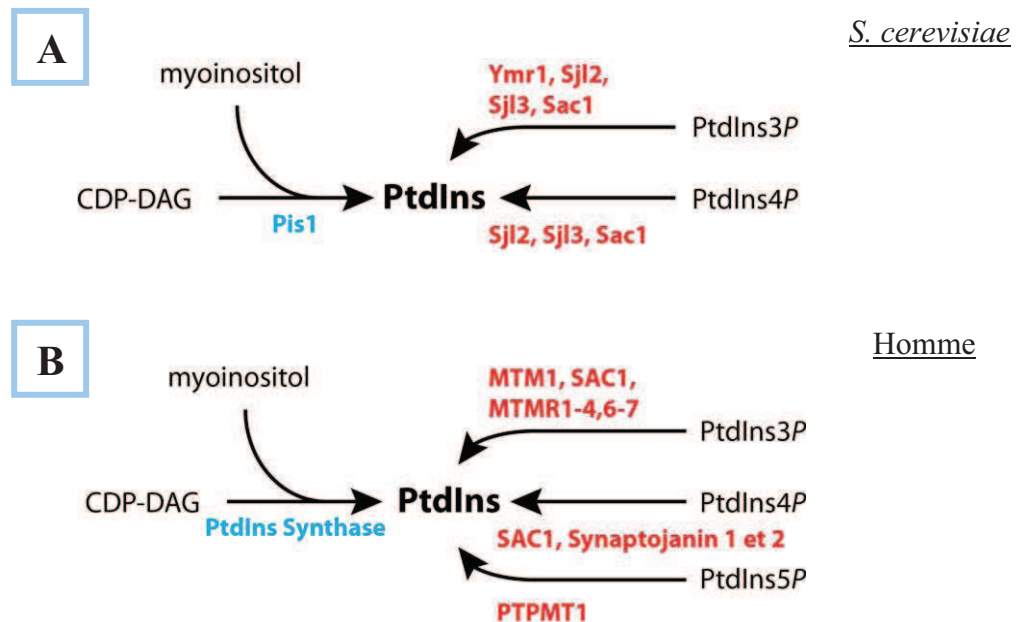 A
S. cerevisiae
myoinositol
Ymr1, Sjl2,
Sjl3, Sac1
PtdIns3P
CDP-DAG
PtdIns
PtdIns4P
Pis1
Sjl2, Sjl3, Sac1
B
Homme
myoinositol
MTM1, SAC1,
MTMR1-4,6-7
PtdIns3P
CDP-DAG
PtdIns
PtdIns4P
PtdIns Synthase
SAC1, Synaptojanin 1 et 2
PtdIns5P
PTPMT1